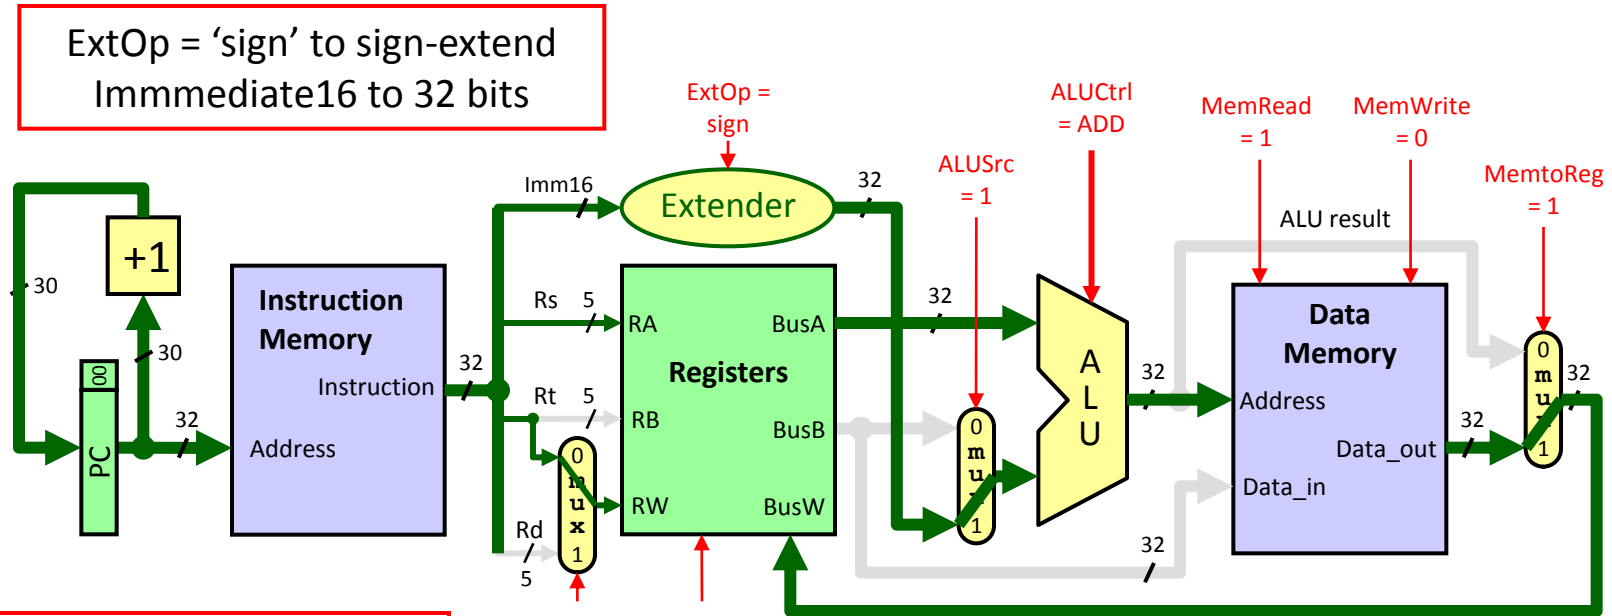 ExtOp = ‘sign’ to sign-extend
Immmediate16 to 32 bits
ExtOp =
sign
ALUCtrl
= ADD
MemRead
= 1
MemWrite
= 0
ALUSrc
= 1
MemtoReg
= 1
ALU result
Imm16
32
Extender
+1
30
30
00
PC
32
Instruction
Memory
Instruction
Address
32
Rs 5
Rt 5
Rd
5
0
mux
1
RA
RB
RW
Registers
BusA
BusB
BusW
32
0
mux
1
A
L
U
32
32
Data
Memory
Address
Data_out
Data_in
32
0
mux
1
32